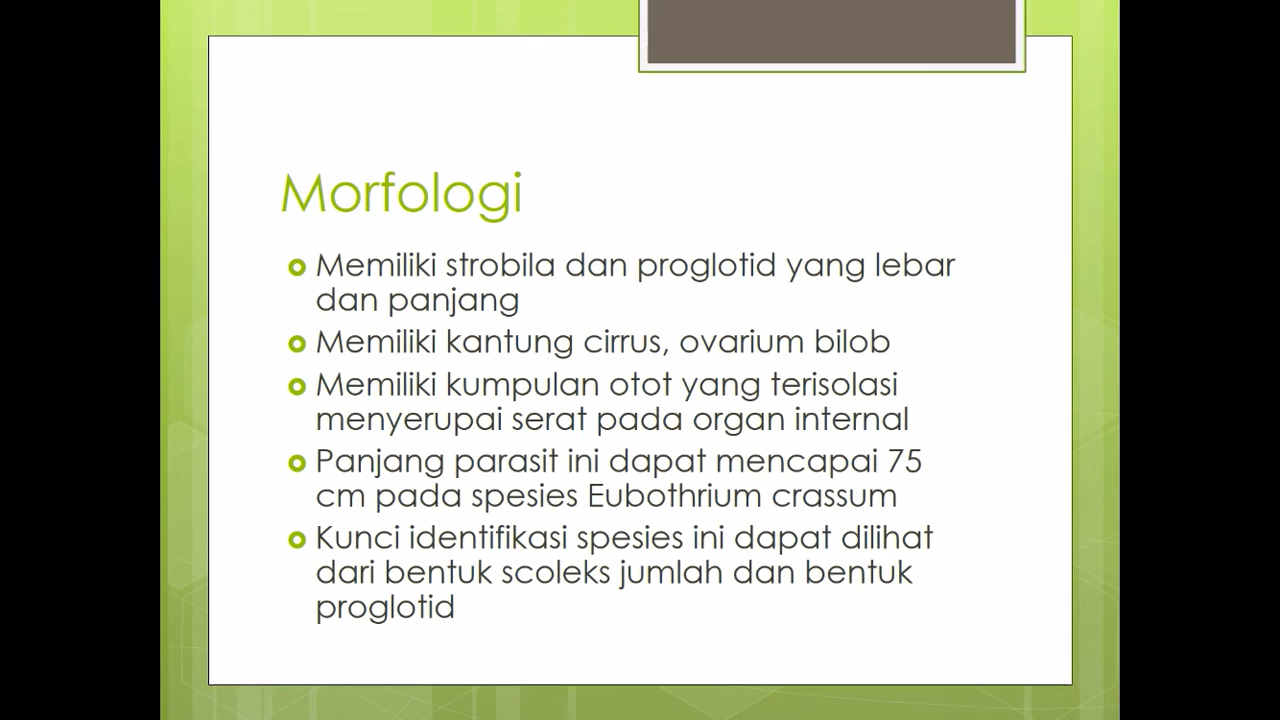 Morfologi
Memiliki strobila dan proglotid yang lebar
dan panjang
Memiliki kantung cirrus, ovarium bilob
Memiliki kumpulan otot yang terisolasi
menyerupai serat pada organ internal
Panjang parasit ini dapat mencapai 75
cm pada spesies Eubothrium crassum
Kunci identifikasi spesies ini dapat dilihat
dari bentuk scoleks jumlah dan bentuk
proglotid